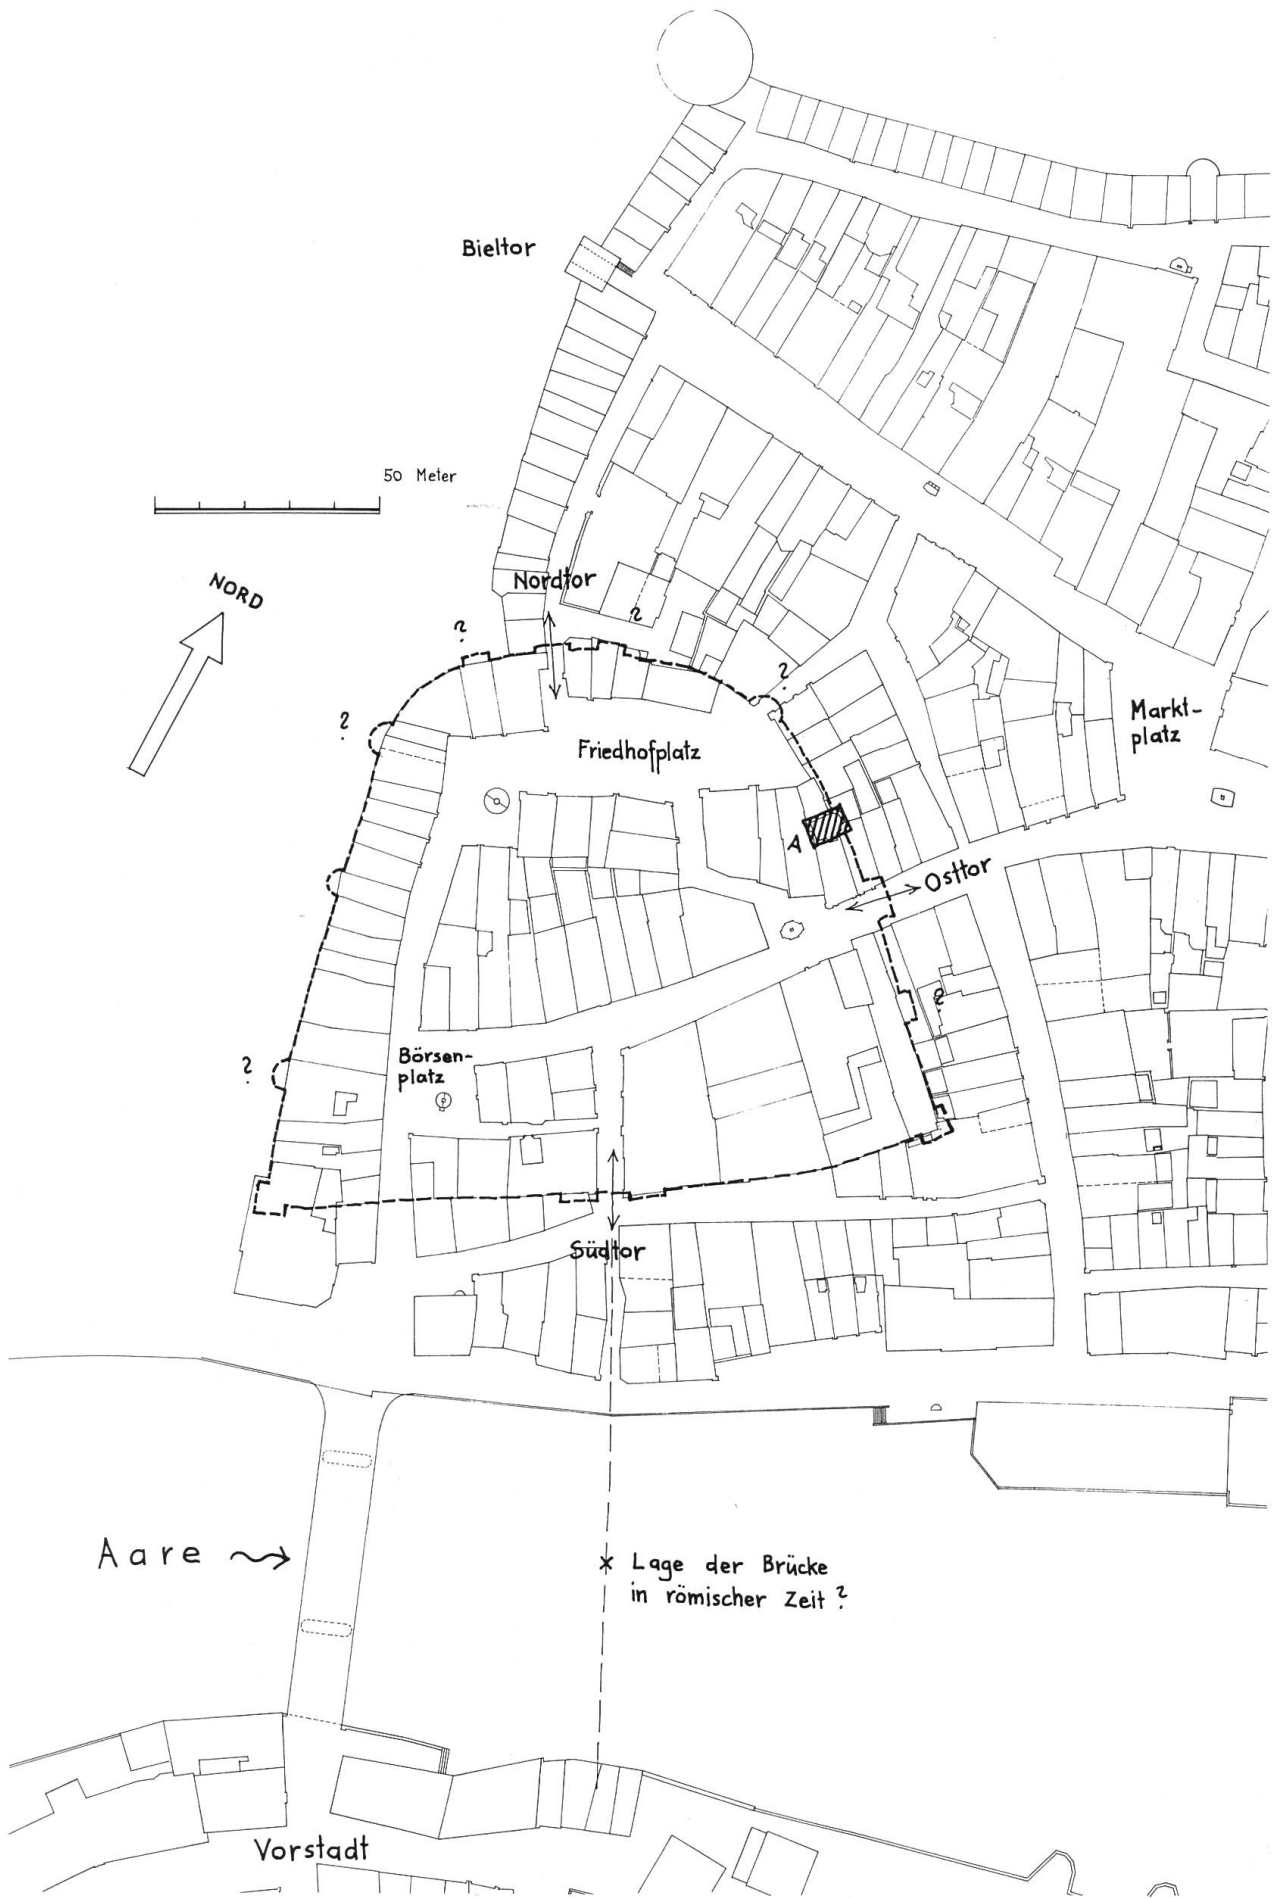 Bieltor
50 Meter
NORD
Nordtor
?
?
?
?
Friedhofplatz
Markt-
platz
A
Osttor
?
Börsen-
platz
?
Südtor
Aare
Lage der Brücke
in römischer Zeit ?
Vorstadt